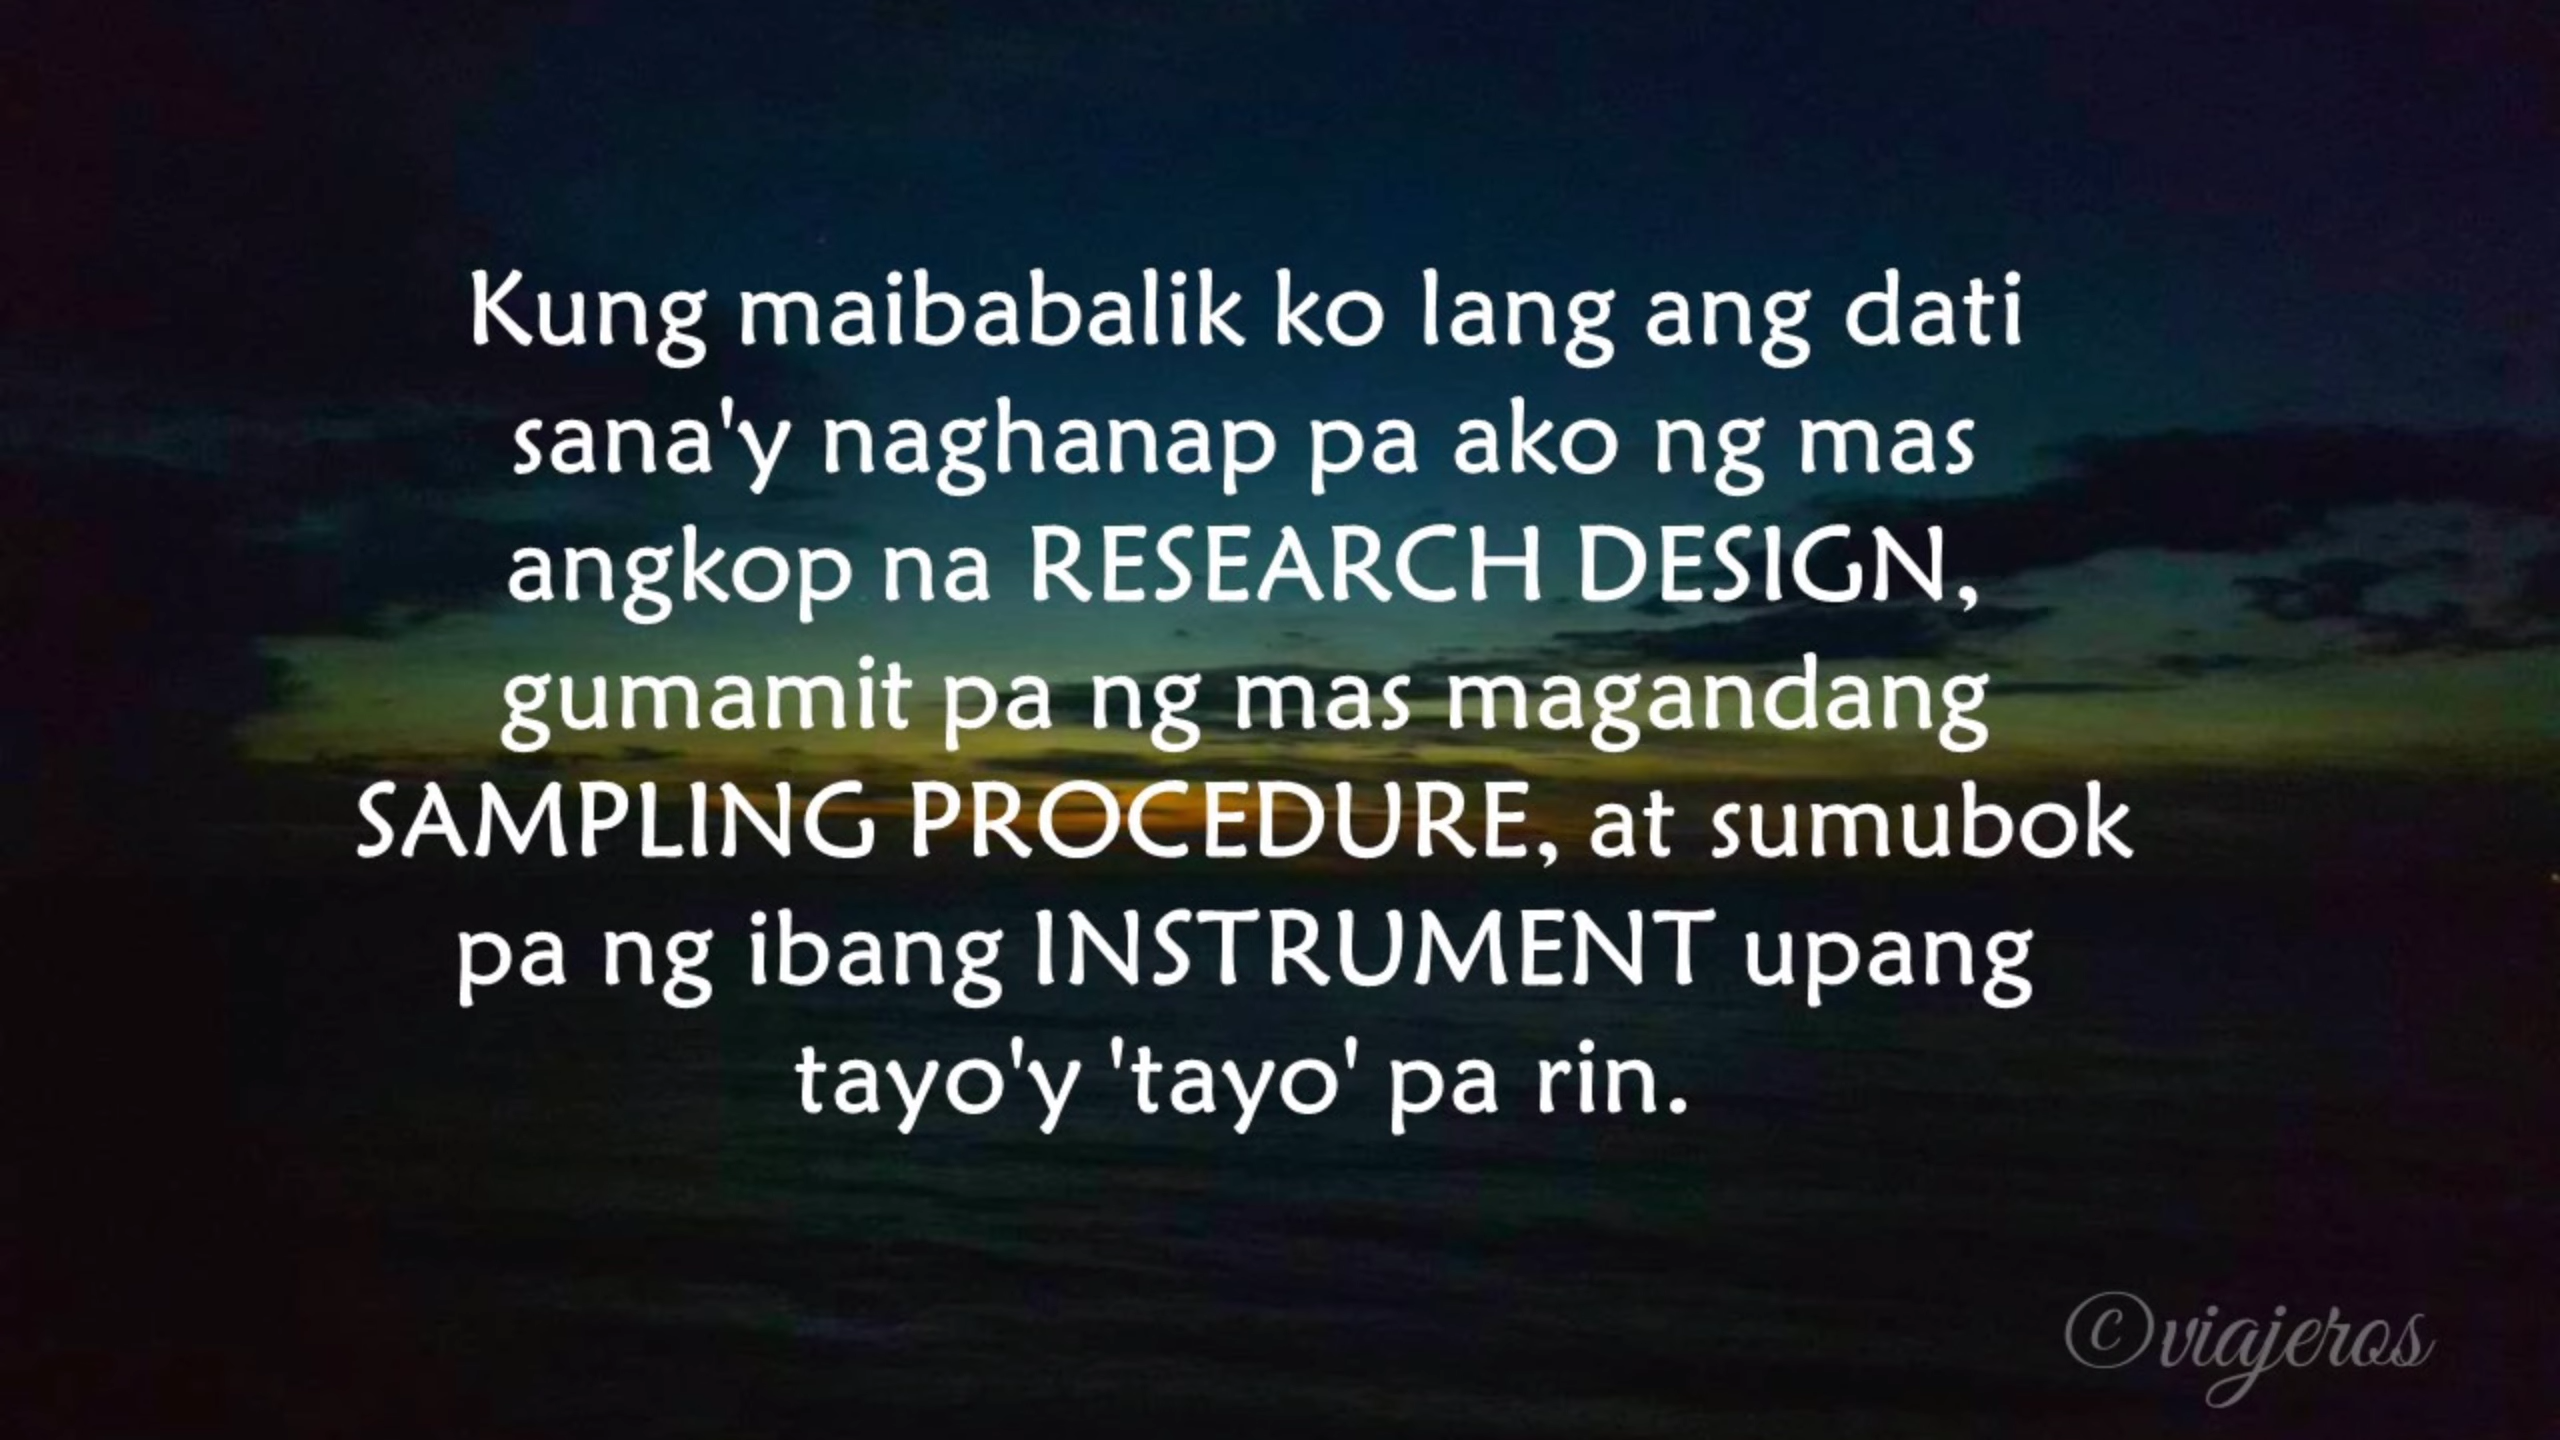 Kung maibabalik ko lang ang dati
sana'y naghanap pa ako ng mas
angkop na RESEARCH DESIGN,
gumamit pa ng mas magandang
SAMPLING PROCEDURE, at sumubok
pa ng ibang INSTRUMENT upang
tayo'y 'tayo' pa rin.
©viajeros